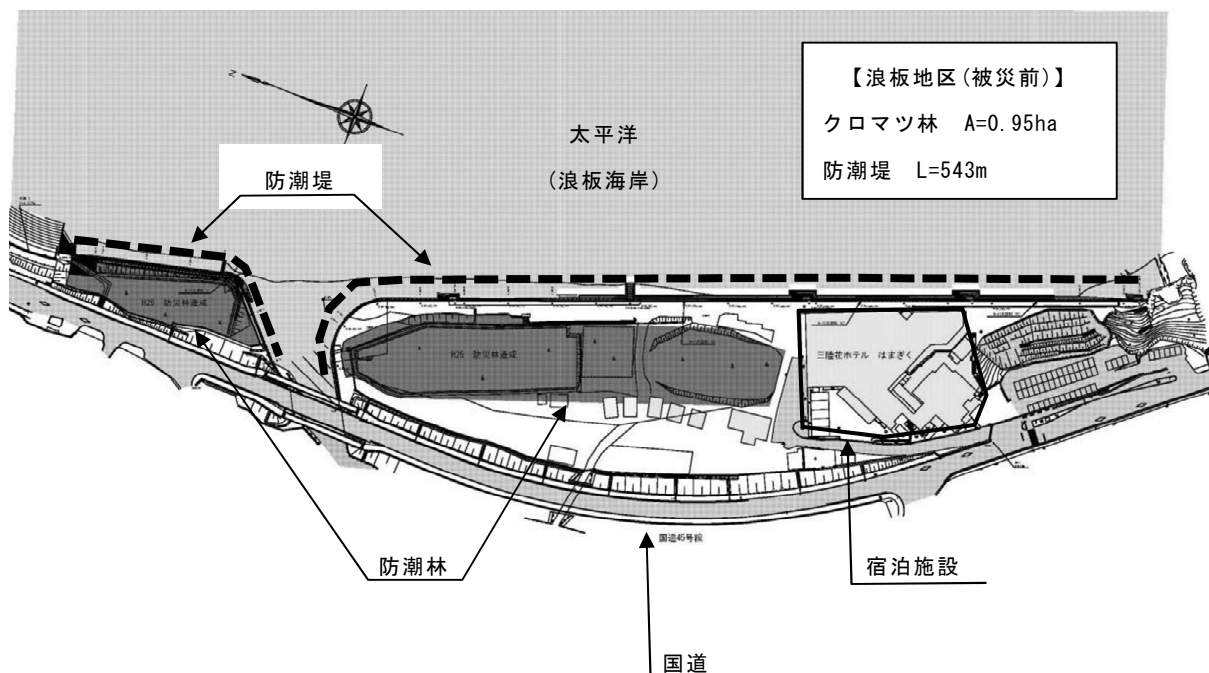 【浪板地区(被災前)】
クロマツ林 A=0.95ha
防潮堤 L=543m
N
太平洋
(浪板海岸)
防潮堤
H25 防災林造成
H25 防災林造成
三陸花ホテル はまぎく
国道45号線
防潮林
宿泊施設
国道